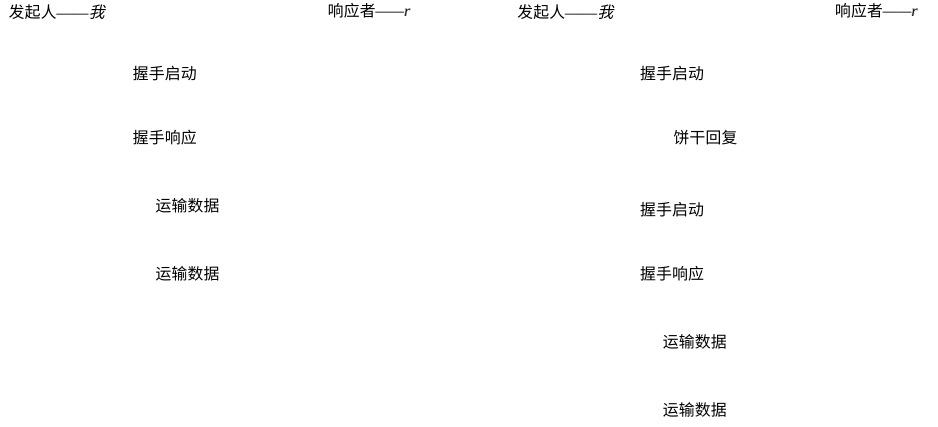 发起人——我
响应者——r
握手启动
握手响应
运输数据
运输数据
发起人——我
响应者——r
握手启动
饼干回复
握手启动
握手响应
运输数据
运输数据